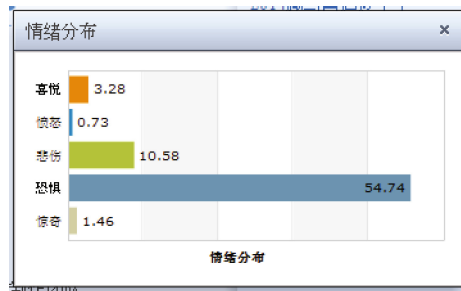 情绪分布 ×
喜悦 3.28
愤怒 0.73
悲伤 10.58
恐惧 54.74
惊奇 1.46
情绪分布